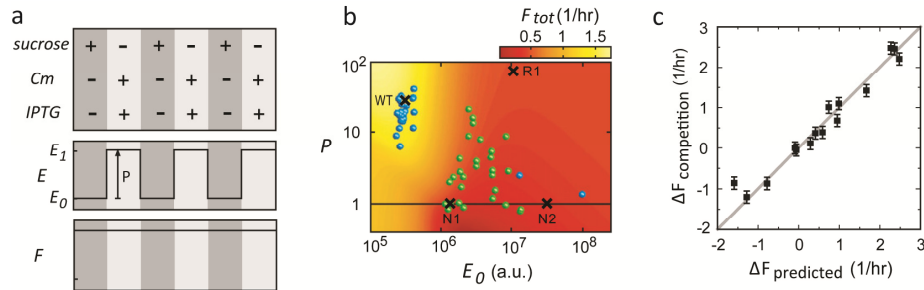 a
sucrose + - + - + -
Cm - + - + - +
IPTG - + - + - +
E1
E P
E0
F
b
Ftot (1/hr)
0.5 1 1.5
10²
10
1
P
WT
R1
N1 N2
10⁵ 10⁶ 10⁷ 10⁸
E0 (a.u.)
c
ΔF competition (1/hr)
3
2
1
0
-1
-2
-2 -1 0 1 2 3
ΔF predicted (1/hr)